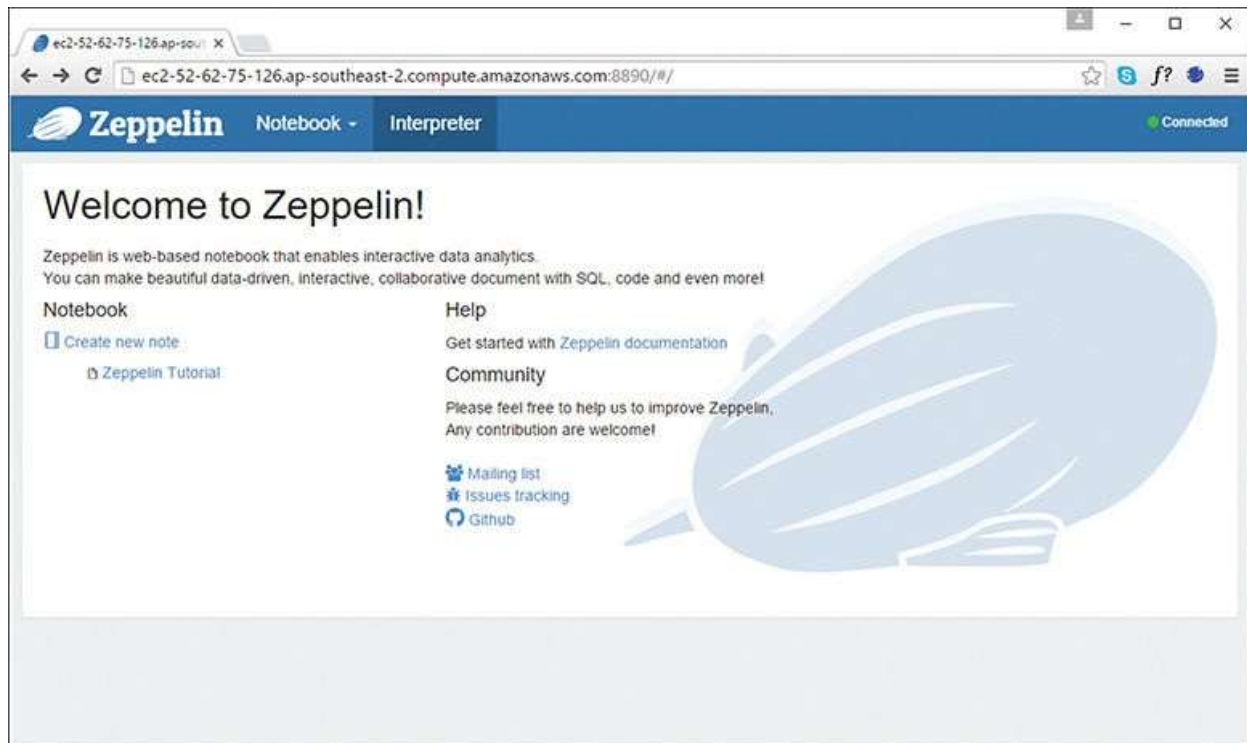 ec2-52-62-75-126.ap-sou
ec2-52-62-75-126.ap-southeast-2.compute.amazonaws.com:8890/#/
S f?
Zeppelin Notebook Interpreter Connected
Welcome to Zeppelin!
Zeppelin is web-based notebook that enables interactive data analytics.
You can make beautiful data-driven, interactive, collaborative document with SQL, code and even more!
Notebook
Create new note
Zeppelin Tutorial
Help
Get started with Zeppelin documentation
Community
Please feel free to help us to improve Zeppelin,
Any contribution are welcome!
Mailing list
Issues tracking
Github